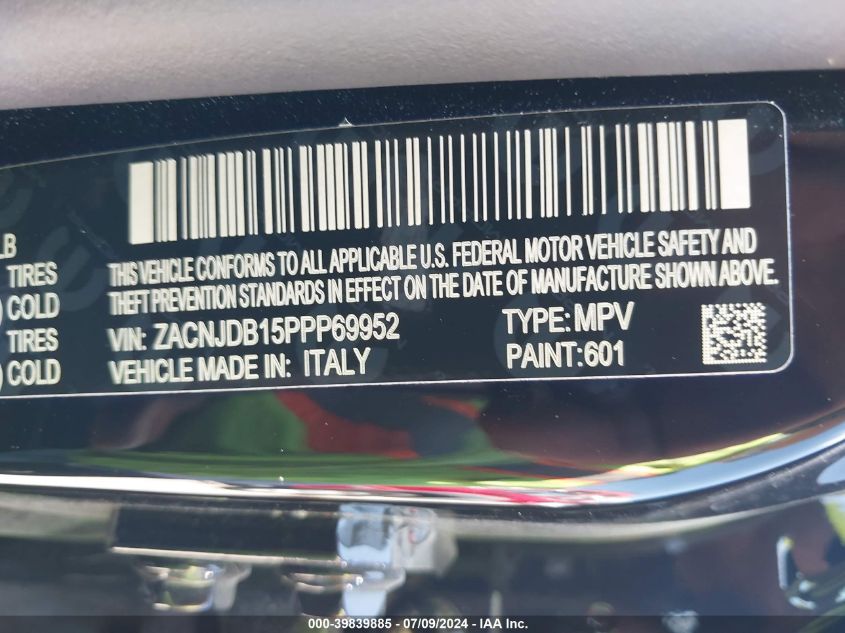 LB
TIRES
COLD
TIRES
COLD
THIS VEHICLE CONFORMS TO ALL APPLICABLE U.S. FEDERAL MOTOR VEHICLE SAFETY AND
THEFT PREVENTION STANDARDS IN EFFECT ON THE DATE OF MANUFACTURE SHOWN ABOVE.
VIN: ZACNJDB15PPP69952 TYPE: MPV
VEHICLE MADE IN: ITALY PAINT:601
000-39839885 / 07/09/2024 - IAA Inc.